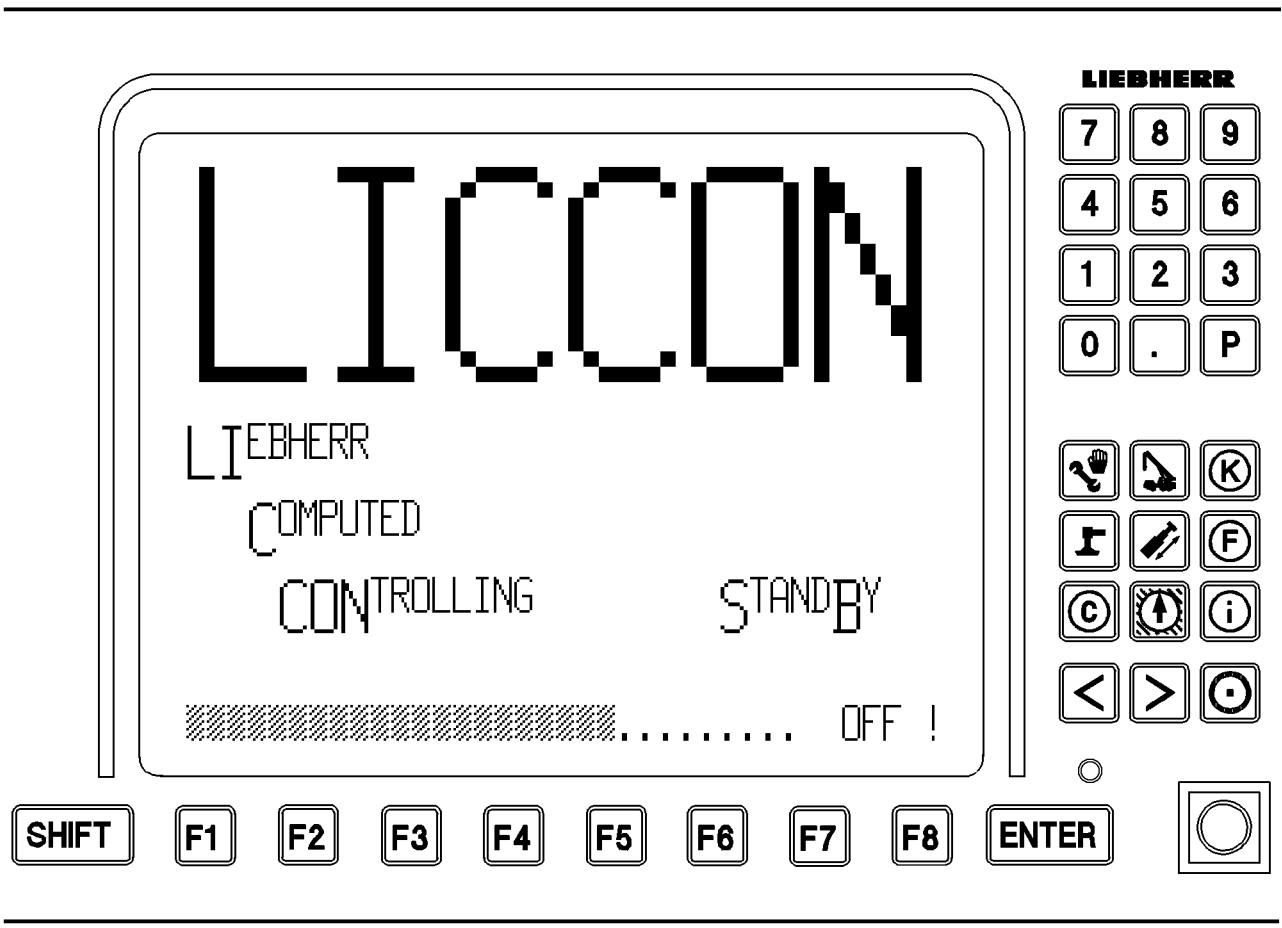 LIEBHERR
LICCON
7 8 9
4 5 6
1 2 3
0 . P
LIEBHERR
COMPUTED
CONTROLLING STANDBY
K
F
C i
< >
......... OFF !
SHIFT F1 F2 F3 F4 F5 F6 F7 F8 ENTER